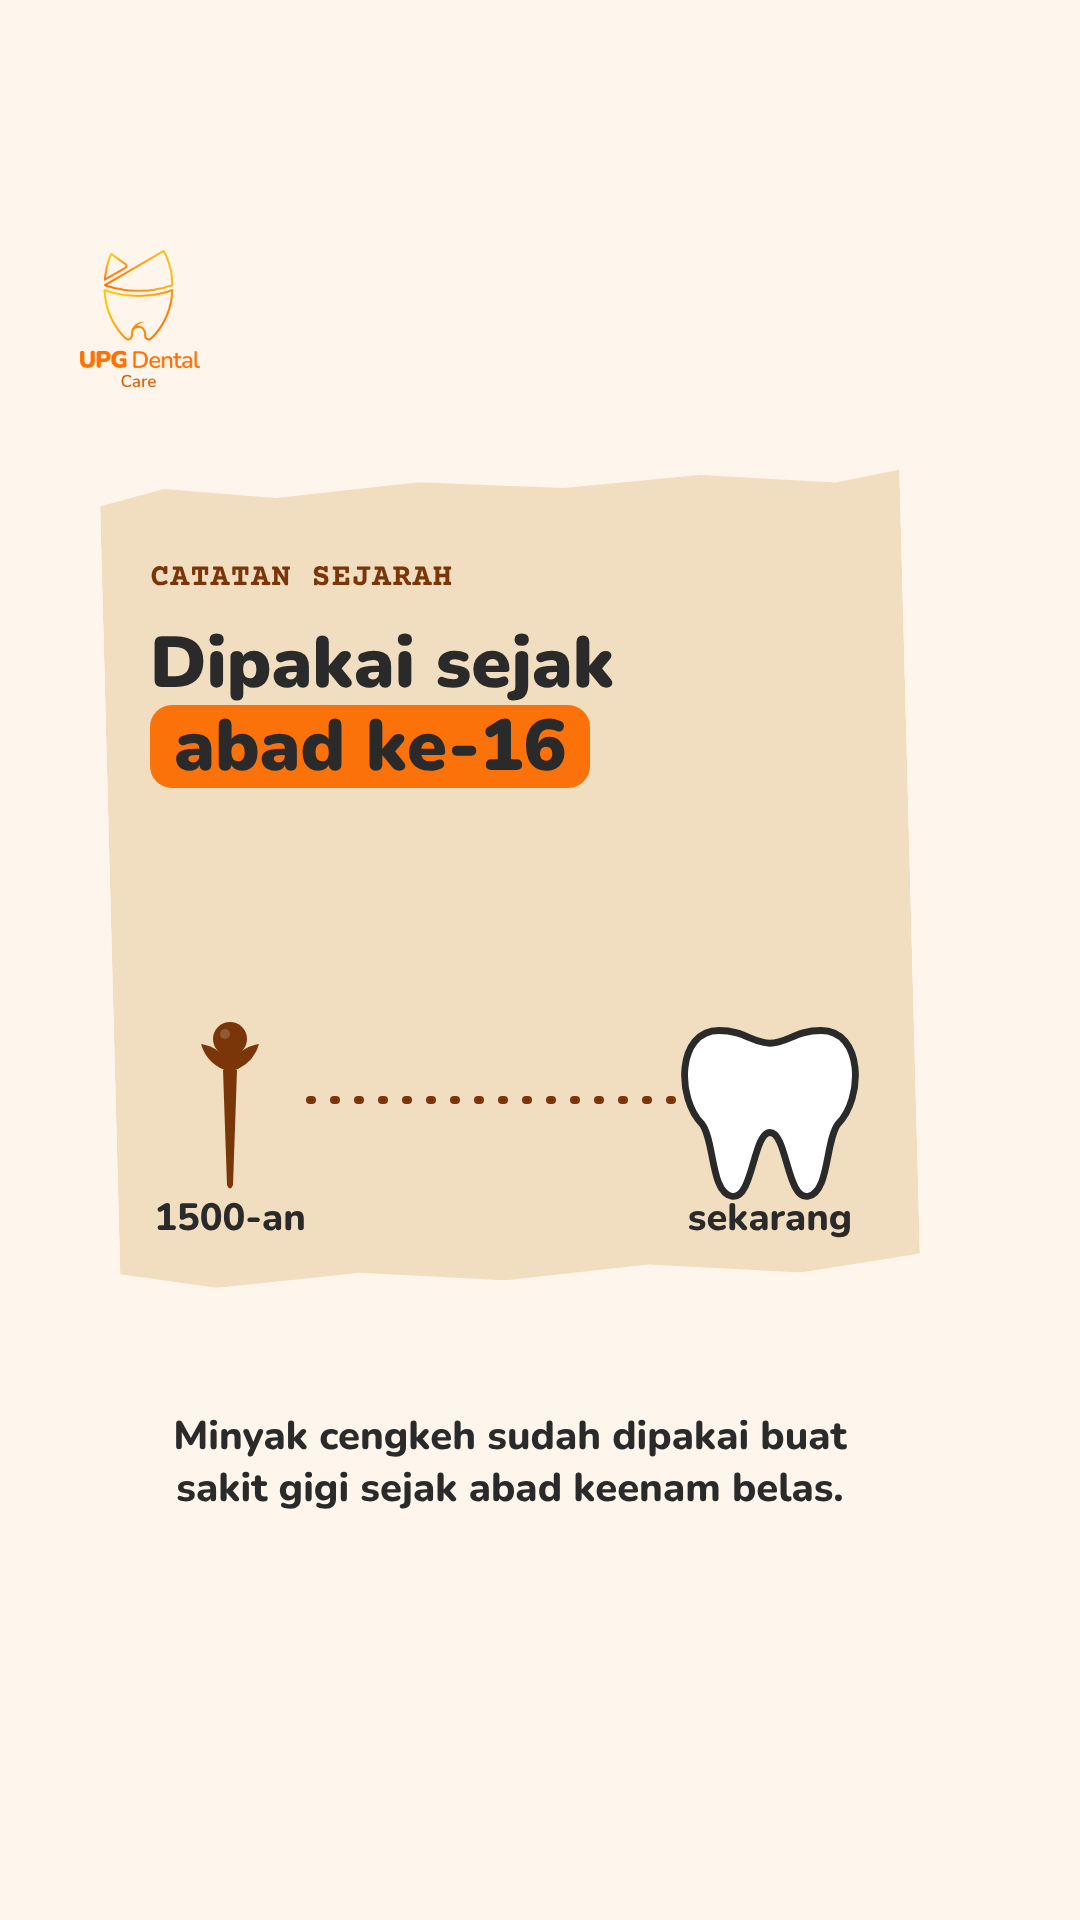 UPG Dental
Care
CATATAN SEJARAH
Dipakai sejak
abad ke-16
1500-an
sekarang
Minyak cengkeh sudah dipakai buat
sakit gigi sejak abad keenam belas.